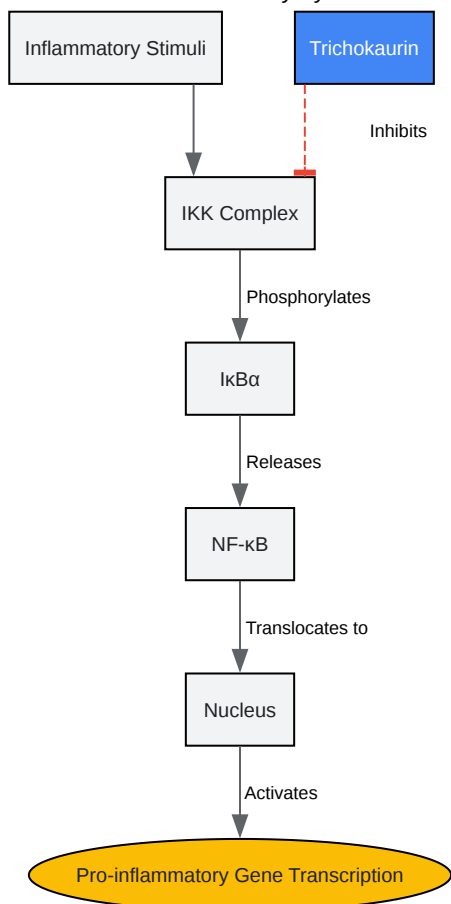 Inflammatory Stimuli
Trichokaurin
Inhibits
IKK Complex
Phosphorylates
IκBα
Releases
NF-κB
Translocates to
Nucleus
Activates
Pro-inflammatory Gene Transcription